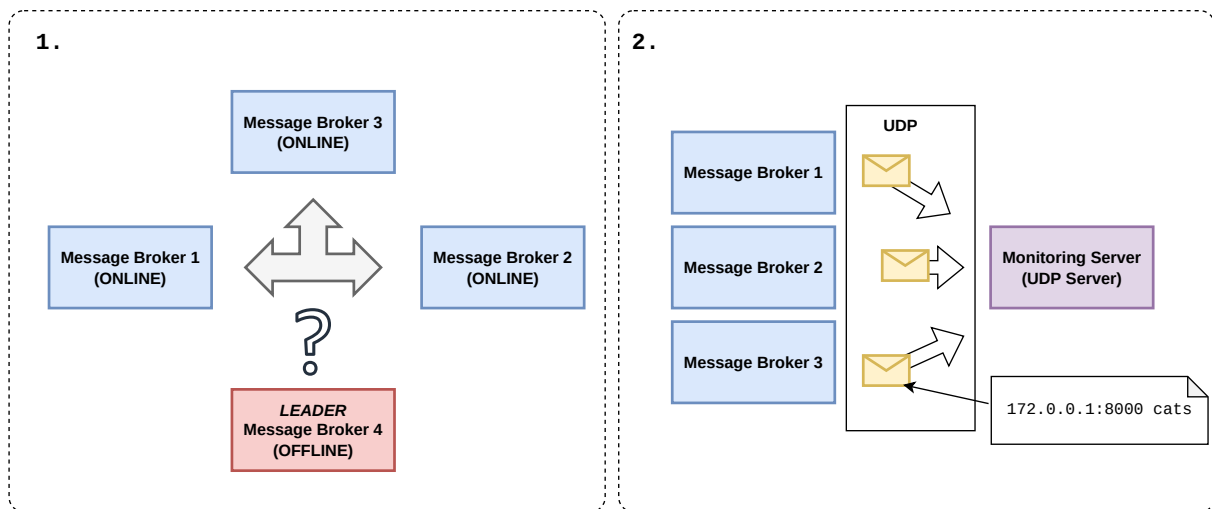 1.
Message Broker 3
(ONLINE)
Message Broker 1
(ONLINE)
Message Broker 2
(ONLINE)
?
LEADER
Message Broker 4
(OFFLINE)
2.
UDP
Message Broker 1
Message Broker 2
Message Broker 3
Monitoring Server
(UDP Server)
172.0.0.1:8000 cats